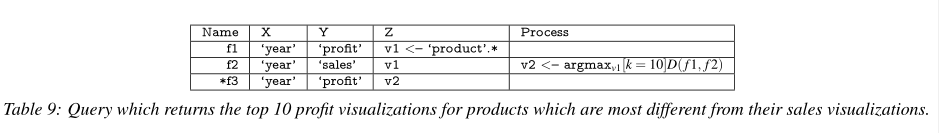 Name X Y Z Process
f1 ‘year’ ‘profit’ v1 <– ‘product’.*
f2 ‘year’ ‘sales’ v1 v2 <– argmax_{v1}[k = 10]D(f1, f2)
*f3 ‘year’ ‘profit’ v2
Table 9: Query which returns the top 10 profit visualizations for products which are most different from their sales visualizations.